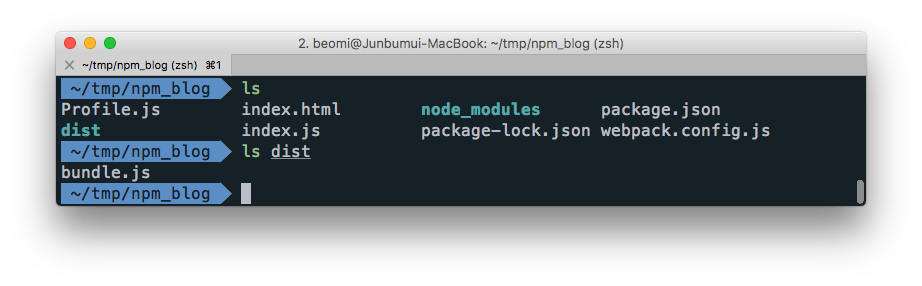 2. beomi@Junbumui-MacBook: ~/tmp/npm_blog (zsh)
× ~/tmp/npm_blog (zsh) ⌘1
~/tmp/npm_blog ls
Profile.js index.html node_modules package.json
dist index.js package-lock.json webpack.config.js
~/tmp/npm_blog ls dist
bundle.js
~/tmp/npm_blog